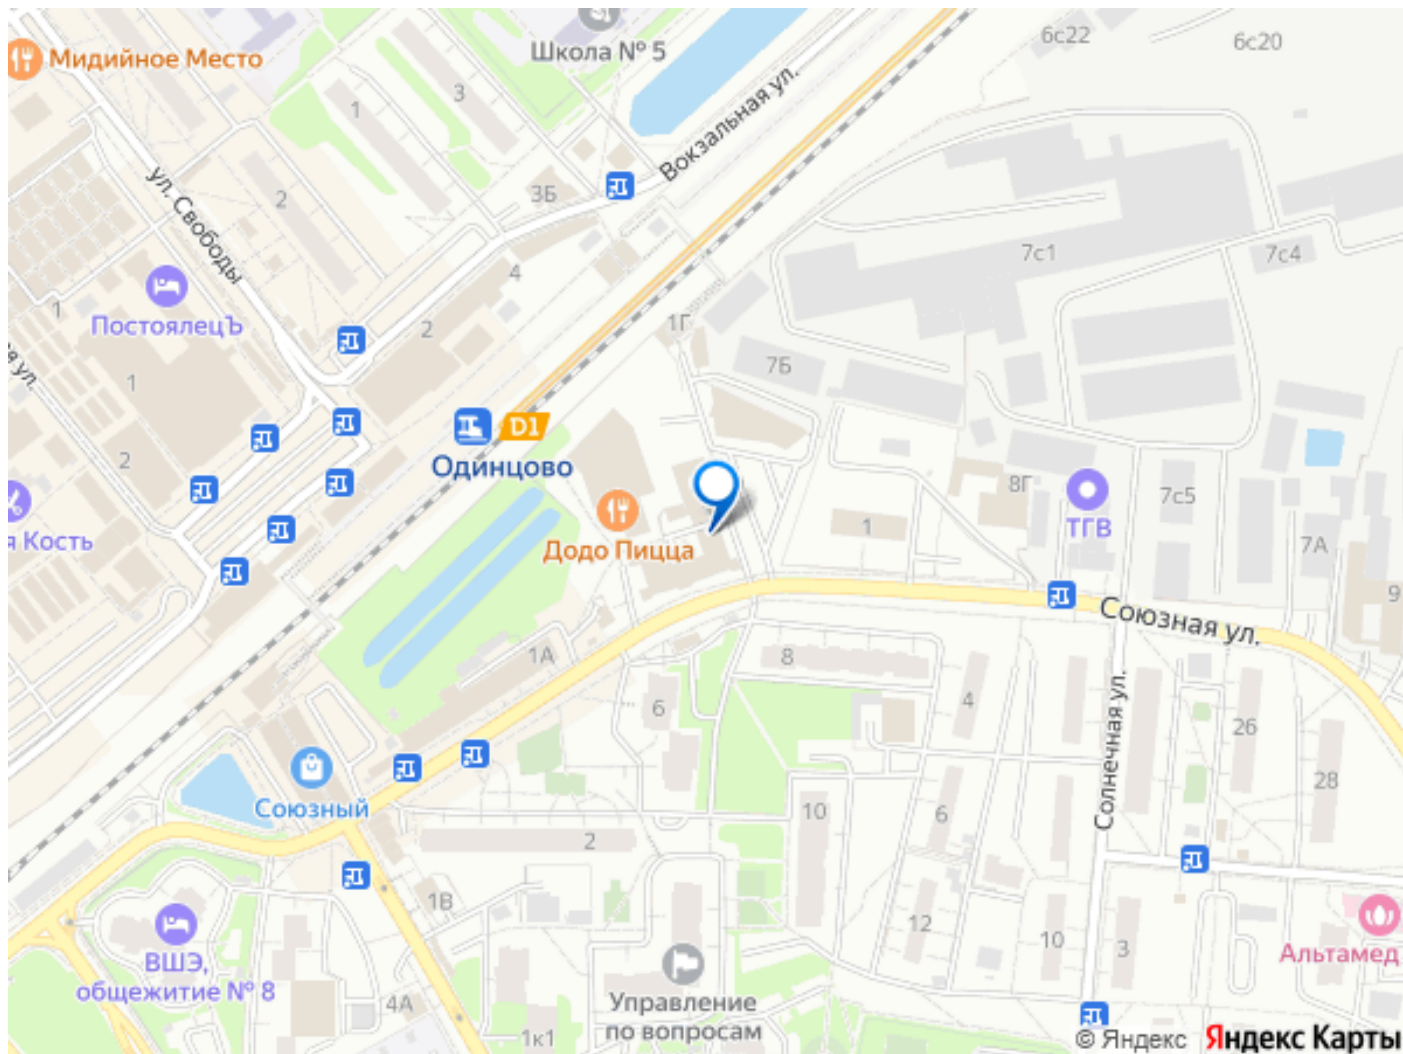 Школа № 5
6с22
6с20
Мидийное Место
1
3
Вокзальная ул.
ул. Свободы
2
3Б
4
7с1
7с4
1
ПостоялецЪ
2
1Г
7Б
1
D1
Одинцово
2
8Г
ТГВ
7с5
1
7А
я Кость
Додо Пицца
9
Союзная ул.
1А
8
6
4
Солнечная ул.
26
28
Союзный
10
6
2
1В
12
10
3
ВШЭ,
общежитие № 8
Альтамед
4А
Управление
по вопросам
1к1
© Яндекс Яндекс Карты